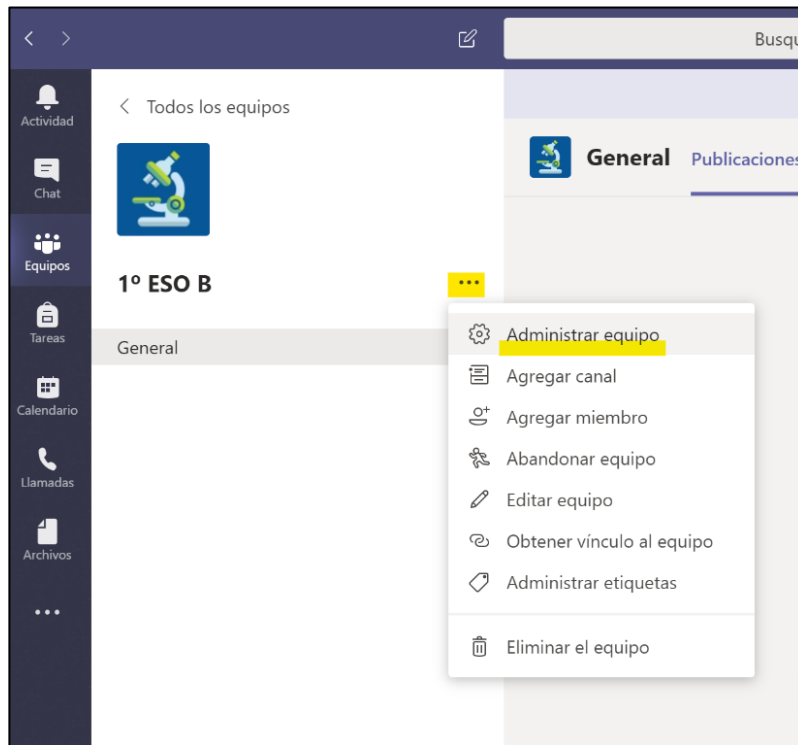 Actividad
Chat
Equipos
Tareas
Calendario
Llamadas
Archivos
Todos los equipos
1º ESO B
General
Administrar equipo
Agregar canal
Agregar miembro
Abandonar equipo
Editar equipo
Obtener vínculo al equipo
Administrar etiquetas
Eliminar el equipo
Busqu
General Publicaciones